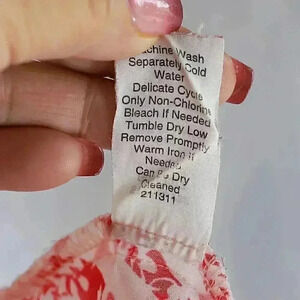 achine Wash
Separately Cold
Water
Delicate Cycle
Only Non-Chlorine
Bleach If Needed
Tumble Dry Low
Remove Promptly
Warm Iron If
Needed
Can Be Dry
Cleaned
211311